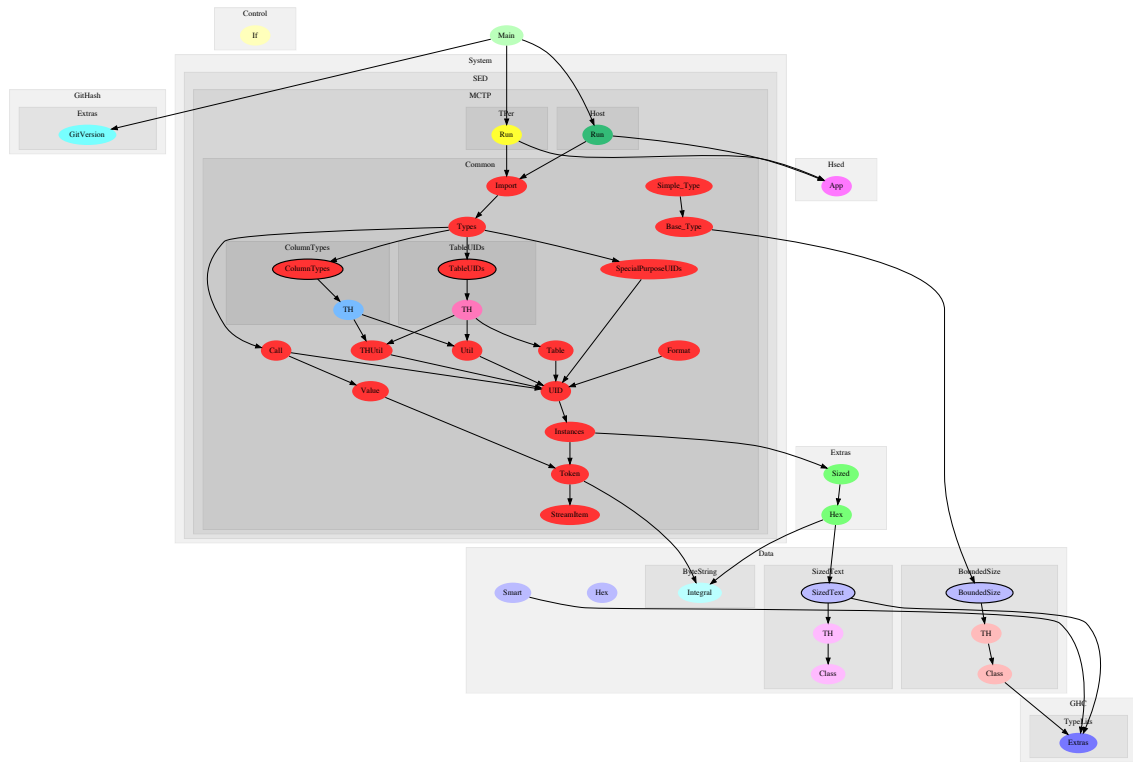 Control
If
Main
System
SED
MCTP
GitHash
Extras
GitVersion
TPer
Run
Host
Run
Common
Hsed
App
Import
Simple_Type
Types
Base_Type
ColumnTypes
ColumnTypes
TableUIDs
TableUIDs
SpecialPurposeUIDs
TH
TH
Call
THUtil
Util
Table
Format
Value
UID
Instances
Extras
Sized
Token
Hex
StreamItem
Data
ByteString
SizedText
BoundedSize
Smart
Hex
Integral
SizedText
BoundedSize
TH
TH
Class
Class
GHC
TypeLits
Extras